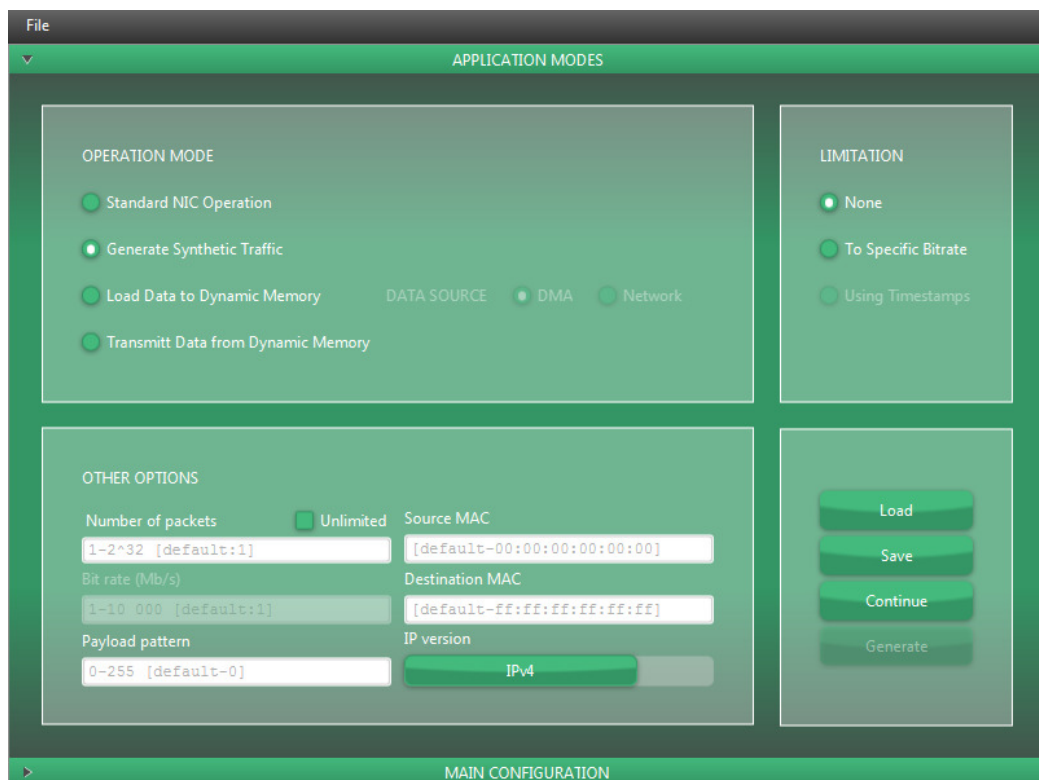 File
APPLICATION MODES
OPERATION MODE
Standard NIC Operation
Generate Synthetic Traffic
Load Data to Dynamic Memory DATA SOURCE DMA Network
Transmitt Data from Dynamic Memory
LIMITATION
None
To Specific Bitrate
Using Timestamps
OTHER OPTIONS
Number of packets Unlimited
1-2^32 [default:1]
Bit rate (Mb/s)
1-10 000 [default:1]
Payload pattern
0-255 [default-0]
Source MAC
[default-00:00:00:00:00:00]
Destination MAC
[default-ff:ff:ff:ff:ff:ff]
IP version
IPv4
Load
Save
Continue
Generate
MAIN CONFIGURATION